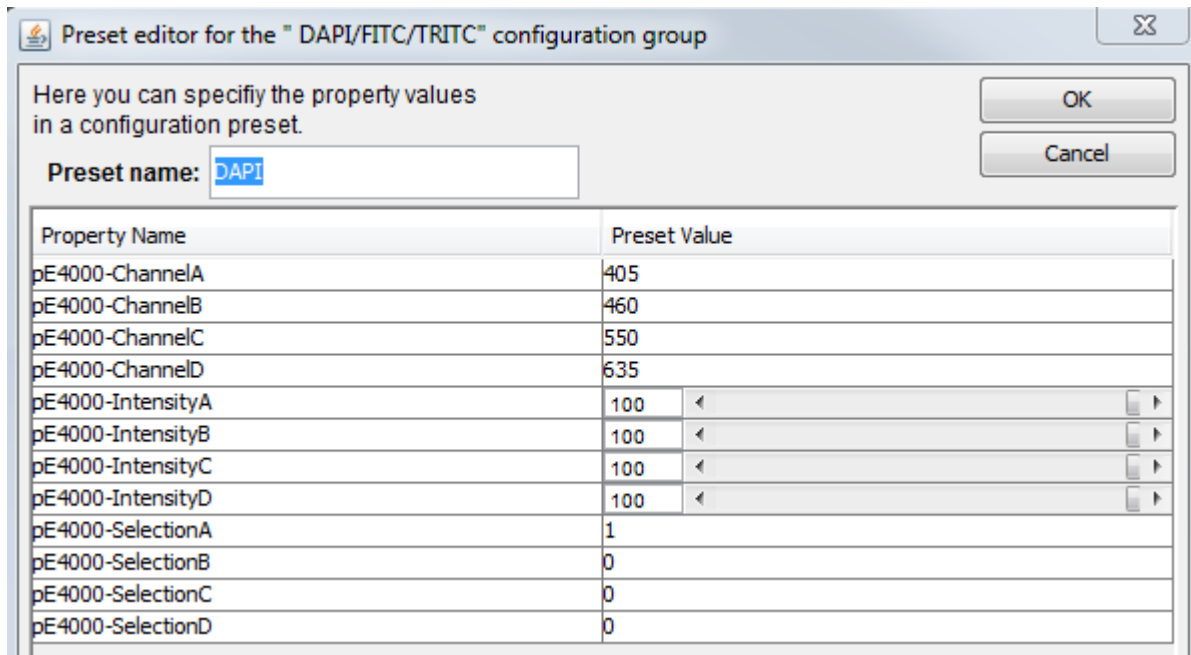 Preset editor for the " DAPI/FITC/TRITC" configuration group
Here you can specifiy the property values
in a configuration preset.
OK
Cancel
Preset name: DAPI
Property Name Preset Value
pE4000-ChannelA 405
pE4000-ChannelB 460
pE4000-ChannelC 550
pE4000-ChannelD 635
pE4000-IntensityA 100
pE4000-IntensityB 100
pE4000-IntensityC 100
pE4000-IntensityD 100
pE4000-SelectionA 1
pE4000-SelectionB 0
pE4000-SelectionC 0
pE4000-SelectionD 0